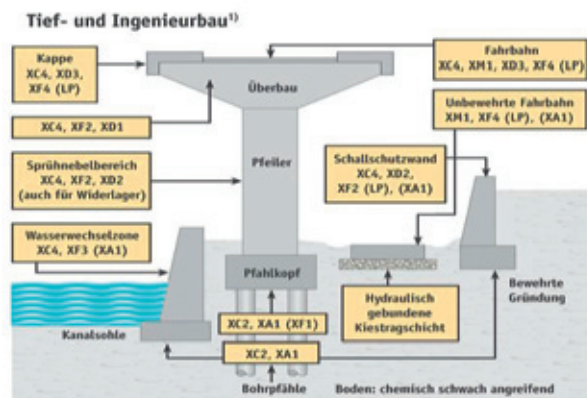 Tief- und Ingenieurbau¹⁾
Kappe
XC4, XD3,
XF4 (LP)
Fahrbahn
XC4, XM1, XD3, XF4 (LP)
Überbau
Unbewehrte Fahrbahn
XM1, XF4 (LP), (XA1)
XC4, XF2, XD1
Pfeiler
Schallschutzwand
XC4, XD2,
XF2 (LP), (XA1)
Sprühnebelbereich
XC4, XF2, XD2
(auch für Widerlager)
Wasserwechselzone
XC4, XF3 (XA1)
Pfahlkopf
Hydraulisch
gebundene
Kiestragschicht
Bewehrte
Gründung
Kanalsohle
XC2, XA1 (XF1)
XC2, XA1
Bohrpfähle
Boden: chemisch schwach angreifend